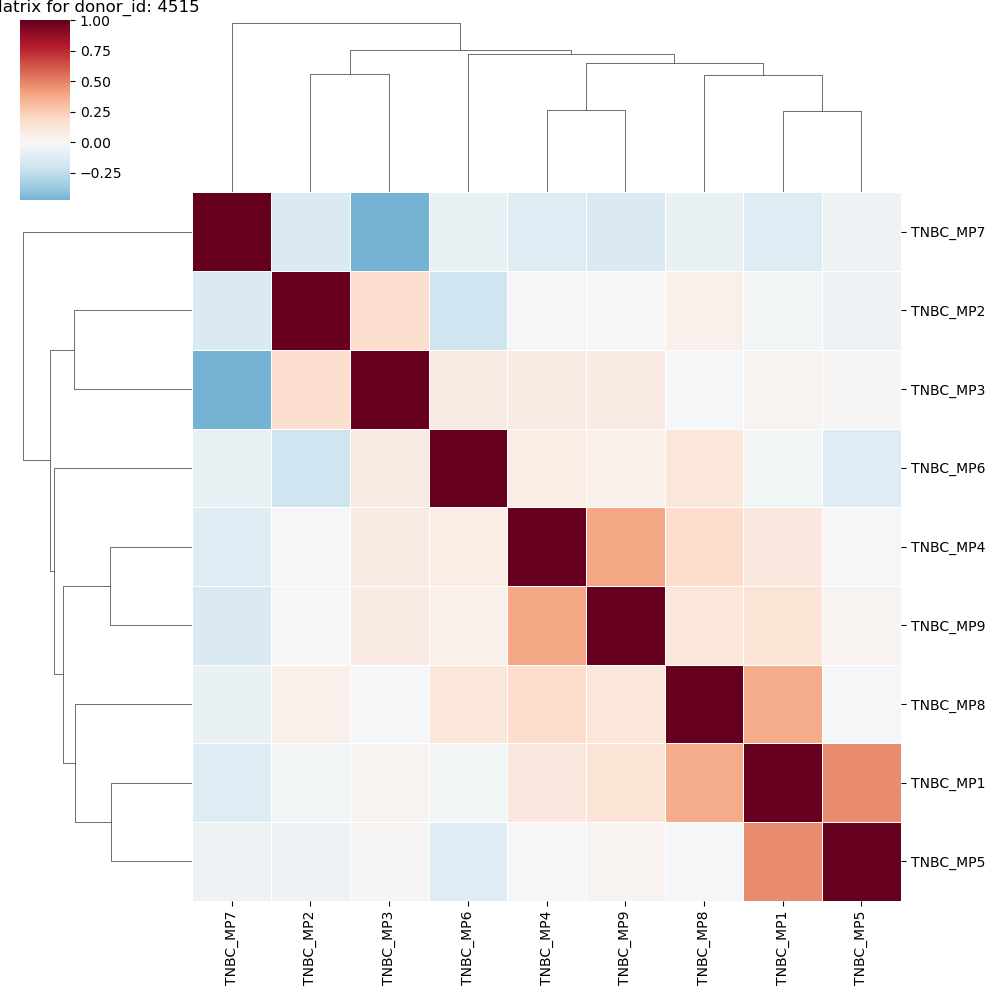 atrix for donor_id: 4515
1.00
0.75
0.50
0.25
0.00
−0.25
TNBC_MP7
TNBC_MP2
TNBC_MP3
TNBC_MP6
TNBC_MP4
TNBC_MP9
TNBC_MP8
TNBC_MP1
TNBC_MP5
TNBC_MP7
TNBC_MP2
TNBC_MP3
TNBC_MP6
TNBC_MP4
TNBC_MP9
TNBC_MP8
TNBC_MP1
TNBC_MP5